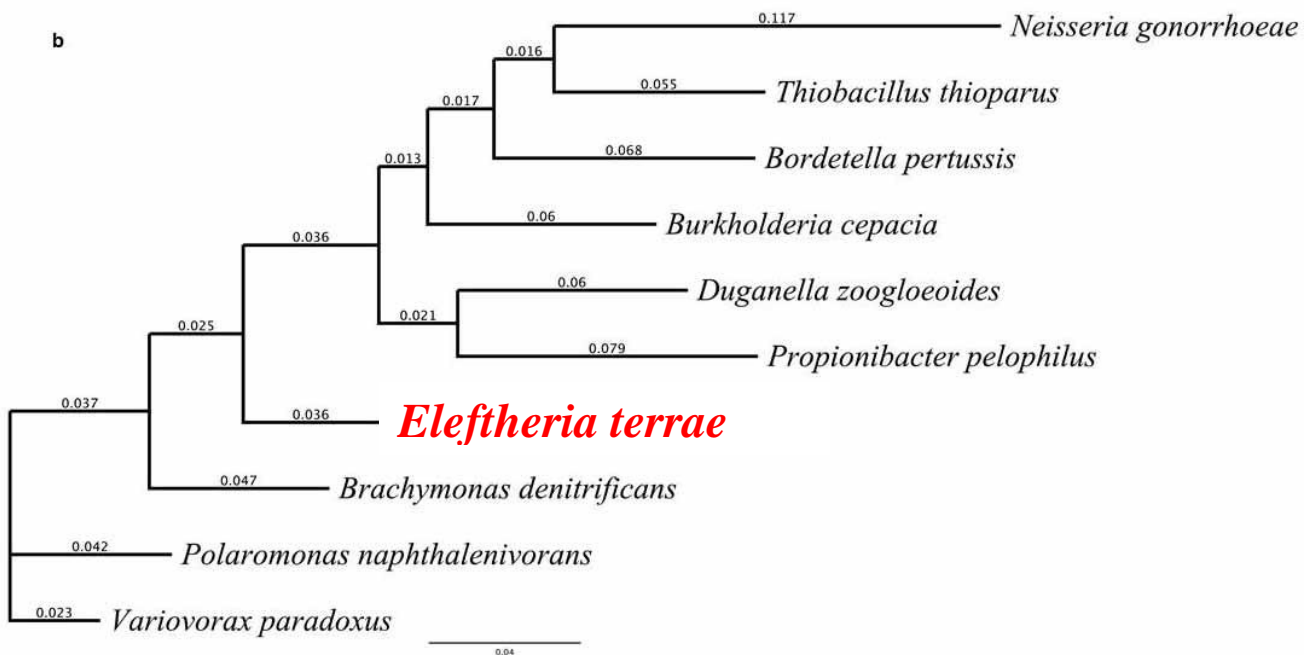 b
0.117
Neisseria gonorrhoeae
0.016
0.055
Thiobacillus thioparus
0.017
0.068
Bordetella pertussis
0.013
0.06
Burkholderia cepacia
0.036
0.06
Duganella zoogloeoides
0.021
0.079
Propionibacter pelophilus
0.025
0.037
0.036
Eleftheria terrae
0.047
Brachymonas denitrificans
0.042
Polaromonas naphthalenivorans
0.023
Variovorax paradoxus
0.04